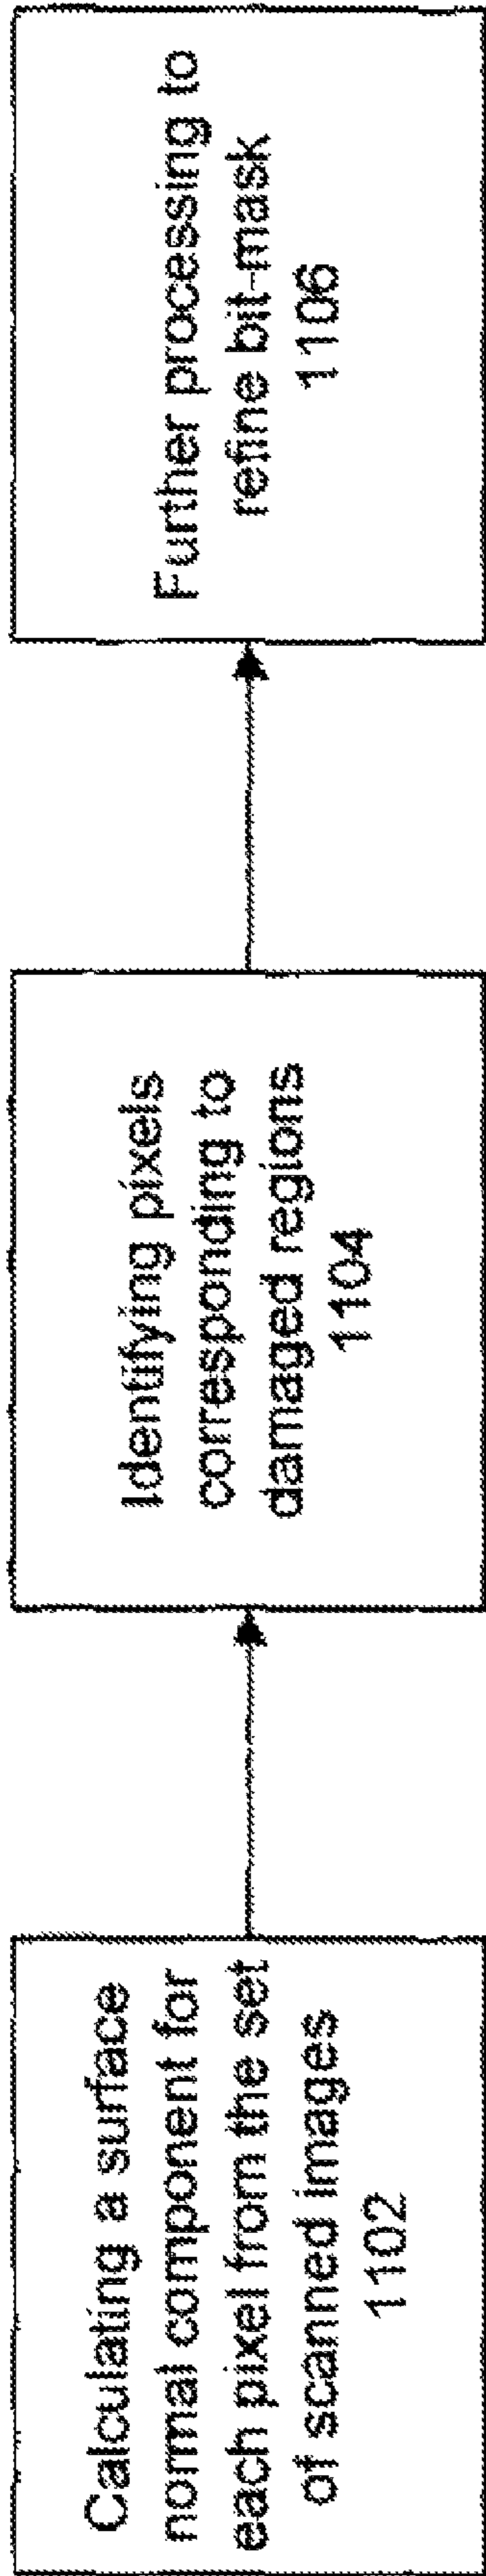 Calculating a surface
normal component for
each pixel from the set
of scanned images
1102
Identifying pixels
corresponding to
damaged regions
1104
Further processing to
refine bit-mask
1106